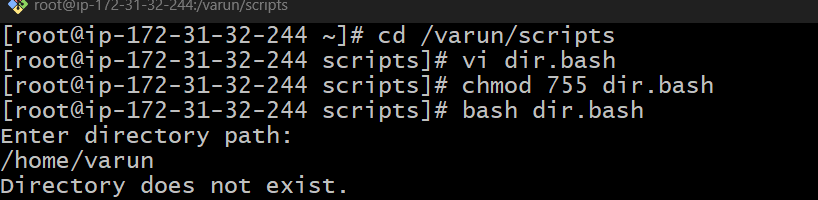 root@ip-172-31-32-244:/varun/scripts
[root@ip-172-31-32-244 ~]# cd /varun/scripts
[root@ip-172-31-32-244 scripts]# vi dir.bash
[root@ip-172-31-32-244 scripts]# chmod 755 dir.bash
[root@ip-172-31-32-244 scripts]# bash dir.bash
Enter directory path:
/home/varun
Directory does not exist.